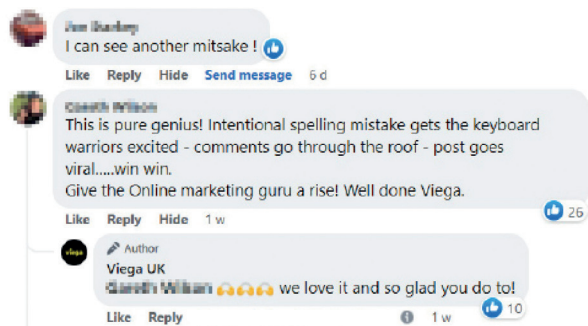 I can see another mitsake !
Like Reply Hide Send message 6 d
This is pure genius! Intentional spelling mistake gets the keyboard
warriors excited - comments go through the roof - post goes
viral.....win win.
Give the Online marketing guru a rise! Well done Viega.
26
Like Reply Hide 1 w
viega
Author
Viega UK
we love it and so glad you do to!
10
Like Reply 1 w